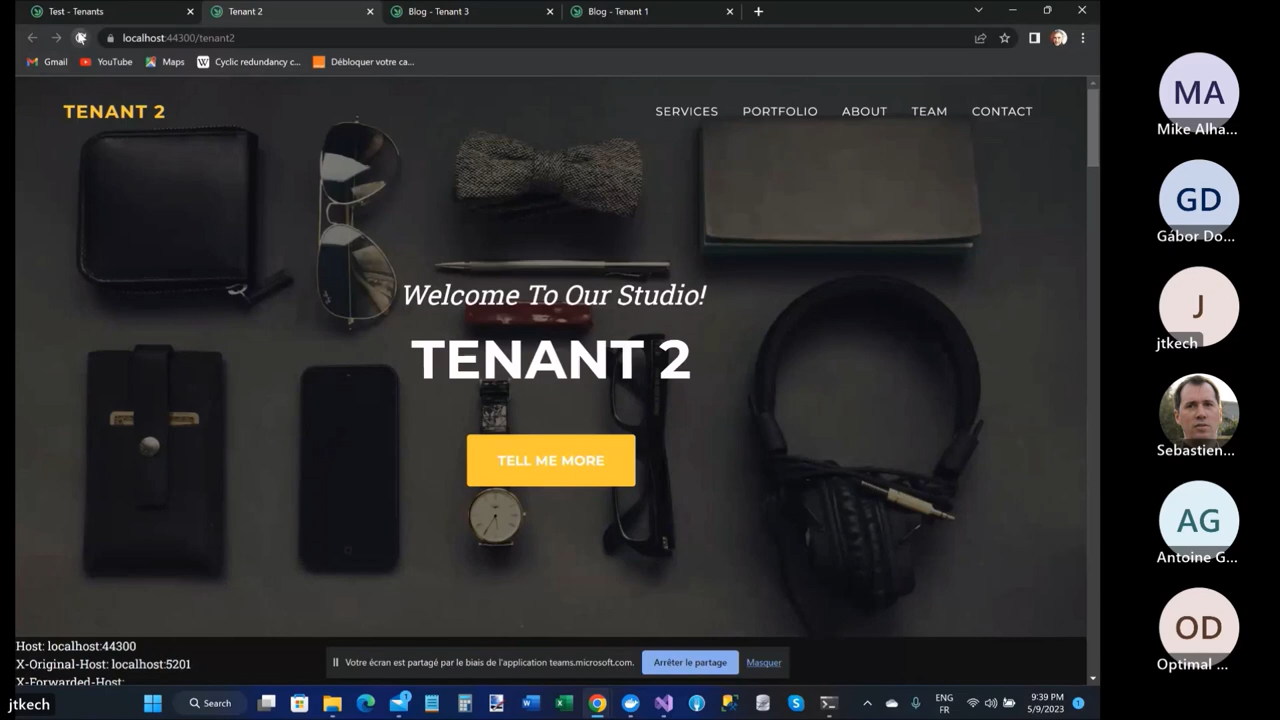 Test - Tenants
Tenant 2
Blog - Tenant 3
Blog - Tenant 1
localhost:44300/tenant2
Gmail
YouTube
Maps
W
Cyclic redundancy c...
Débloquer votre ca...
TENANT 2
SERVICES
PORTFOLIO
ABOUT
TEAM
CONTACT
Welcome To Our Studio!
TENANT 2
TELL ME MORE
Host: localhost:44300
X-Original-Host: localhost:5201
X-Forwarded-Host:
Votre écran est partagé par le biais de l'application teams.microsoft.com.
Arrêter le partage
Masquer
jtkech
Search
ENG
FR
9:39 PM
5/9/2023
MA
Mike Alha...
GD
Gábor Do...
J
jtkech
Sebastien...
AG
Antoine G...
OD
Optimal ...